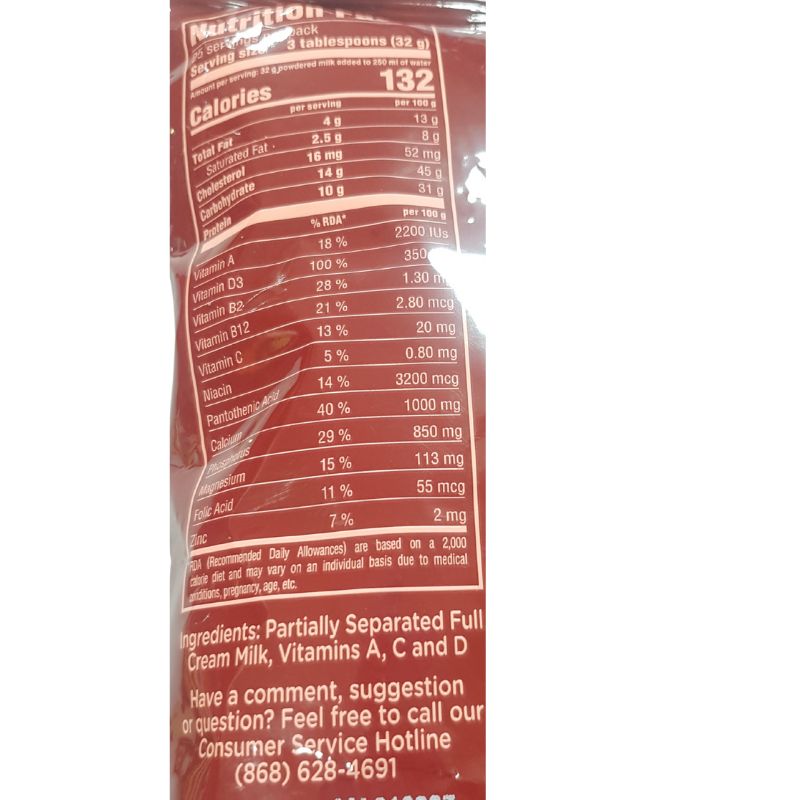 Nutrition
25 servings pack
Serving size 3 tablespoons (32 g)
Amount per serving: 32 g powdered milk added to 250 ml of water
Calories 132
per serving per 100 g
Total Fat 4 g 13 g
Saturated Fat 2.5 g 8 g
Cholesterol 16 mg 52 mg
Carbohydrate 14 g 45 g
Protein 10 g 31 g
% RDA* per 100 g
Vitamin A 18 % 2200 IUs
Vitamin D3 100 % 350
Vitamin B2 28 % 1.30
Vitamin B12 21 % 2.80 mcg
Vitamin C 13 % 20 mg
Niacin 5 % 0.80 mg
Pantothenic Acid 14 % 3200 mcg
Calcium 40 % 1000 mg
Phosphorus 29 % 850 mg
Magnesium 15 % 113 mg
Folic Acid 11 % 55 mcg
Zinc 7 % 2 mg
RDA (Recommended Daily Allowances) are based on a 2,000
calorie diet and may vary on an individual basis due to medical
conditions, pregnancy, age, etc.
Ingredients: Partially Separated Full
Cream Milk, Vitamins A, C and D
Have a comment, suggestion
or question? Feel free to call our
Consumer Service Hotline
(868) 628-4691